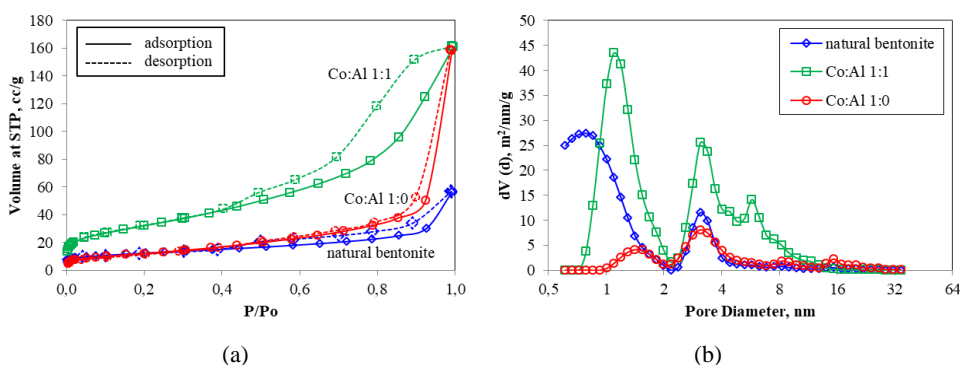 Volume at STP, cc/g
180
160
140
120
100
80
60
40
20
0
adsorption
desorption
Co:Al 1:1
Co:Al 1:0
natural bentonite
0,0 0,2 0,4 0,6 0,8 1,0
P/Po
(a)
dV (d), m²/nm/g
50
45
40
35
30
25
20
15
10
5
0
natural bentonite
Co:Al 1:1
Co:Al 1:0
0,5 1 2 4 8 16 32 64
Pore Diameter, nm
(b)